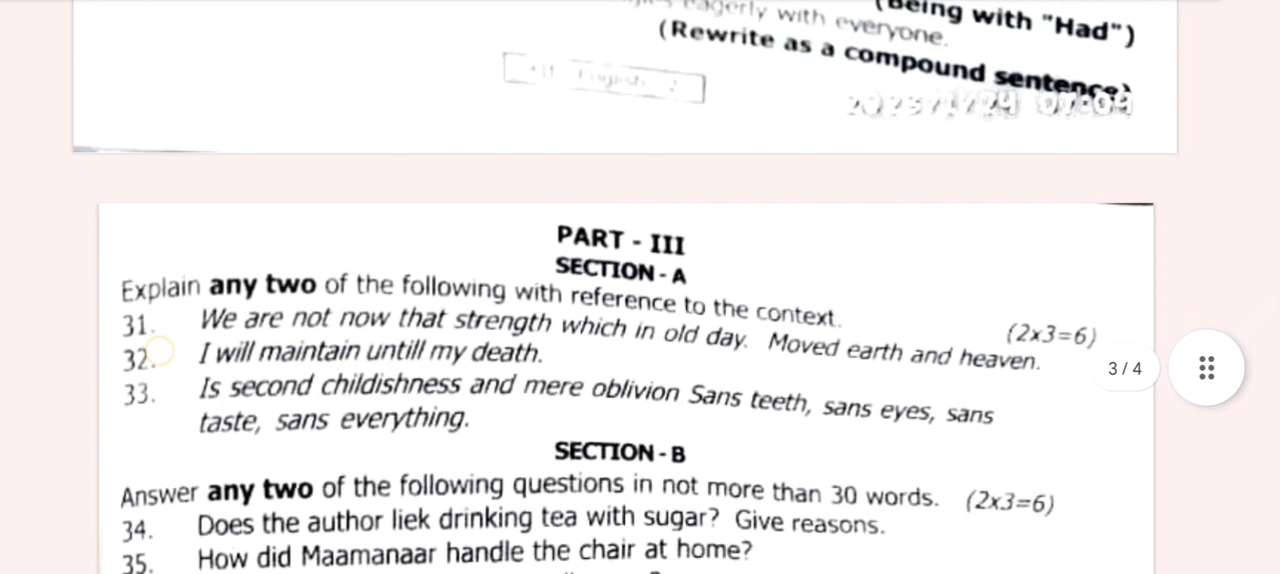 eagerly with everyone.
(Being with "Had")
(Rewrite as a compound sentence)
PART - III
SECTION - A
Explain any two of the following with reference to the context.
(2x3=6)
31. We are not now that strength which in old day. Moved earth and heaven.
32. I will maintain untill my death.
33. Is second childishness and mere oblivion Sans teeth, sans eyes, sans
taste, sans everything.
3 / 4
SECTION - B
Answer any two of the following questions in not more than 30 words. (2x3=6)
34. Does the author liek drinking tea with sugar? Give reasons.
35. How did Maamanaar handle the chair at home?